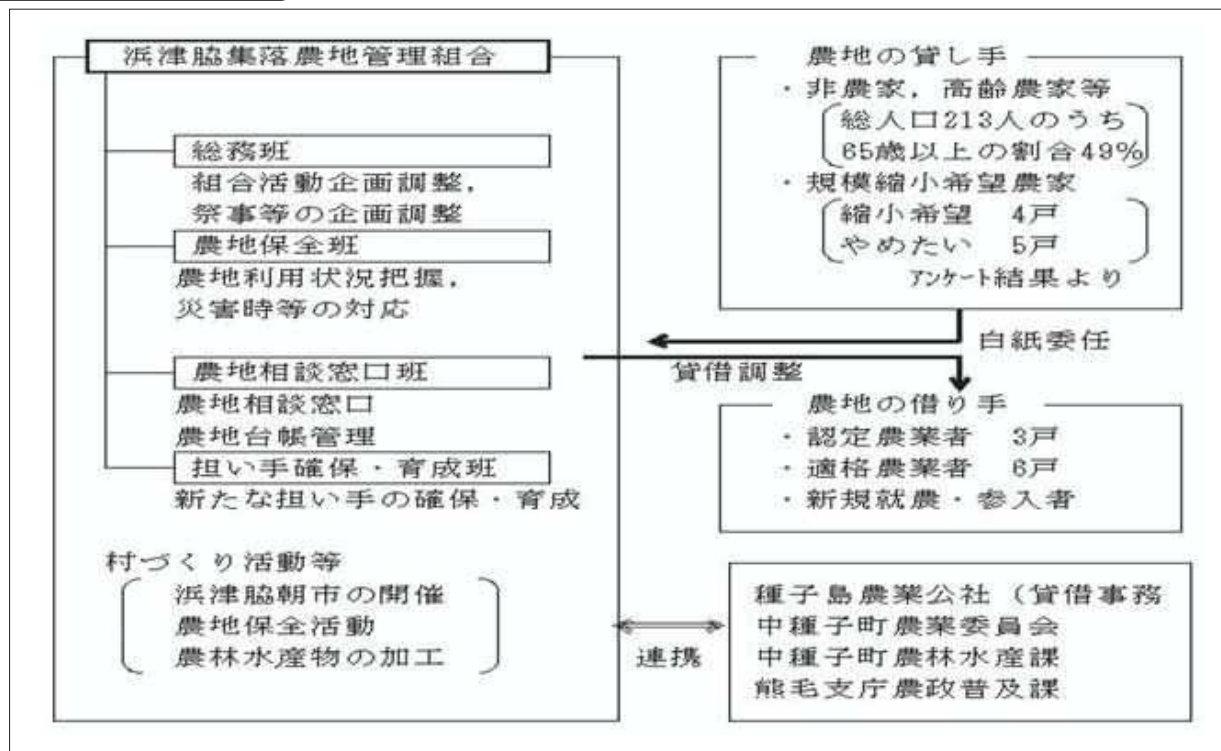 浜津脇集落農地管理組合
総務班
組合活動企画調整，
祭事等の企画調整
農地保全班
農地利用状況把握，
災害時等の対応
農地相談窓口班
農地相談窓口
農地台帳管理
担い手確保・育成班
新たな担い手の確保・育成
村づくり活動等
浜津脇朝市の開催
農地保全活動
農林水産物の加工
農地の貸し手
・非農家，高齢農家等
総人口213人のうち
65歳以上の割合49%
・規模縮小希望農家
縮小希望　4戸
やめたい　5戸
ｱﾝｹｰﾄ結果より
白紙委任
貸借調整
農地の借り手
・認定農業者　3戸
・適格農業者　6戸
・新規就農・参入者
連携
種子島農業公社（貸借事務
中種子町農業委員会
中種子町農林水産課
熊毛支庁農政普及課